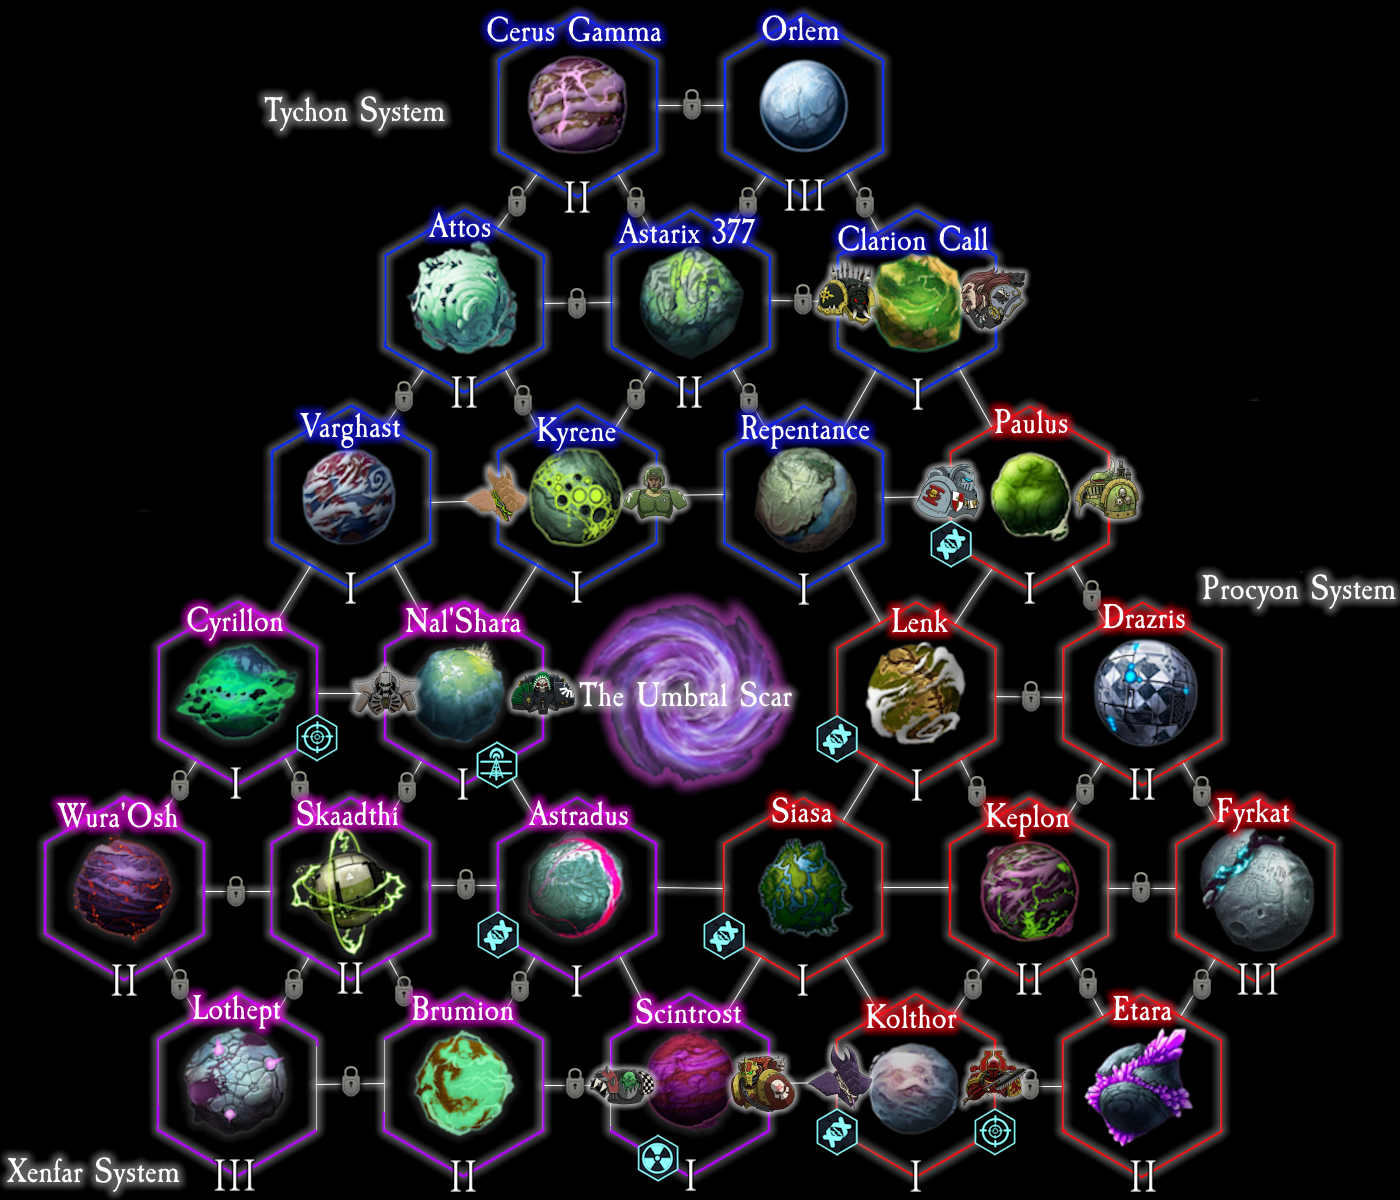 Cerus Gamma
Orlem
Tychon System
II
III
Attos
Astarix 377
Clarion Call
II
II
I
Varghast
Kyrene
Repentance
Paulus
I
I
I
I
Procyon System
Cyrillon
Nal'Shara
Lenk
Drazris
The Umbral Scar
I
I
I
II
Wura'Osh
Skaadthi
Astradus
Siasa
Keplon
Fyrkat
II
II
I
I
II
III
Lothept
Brumion
Scintrost
Kolthor
Etara
Xenfar System
III
II
I
I
II